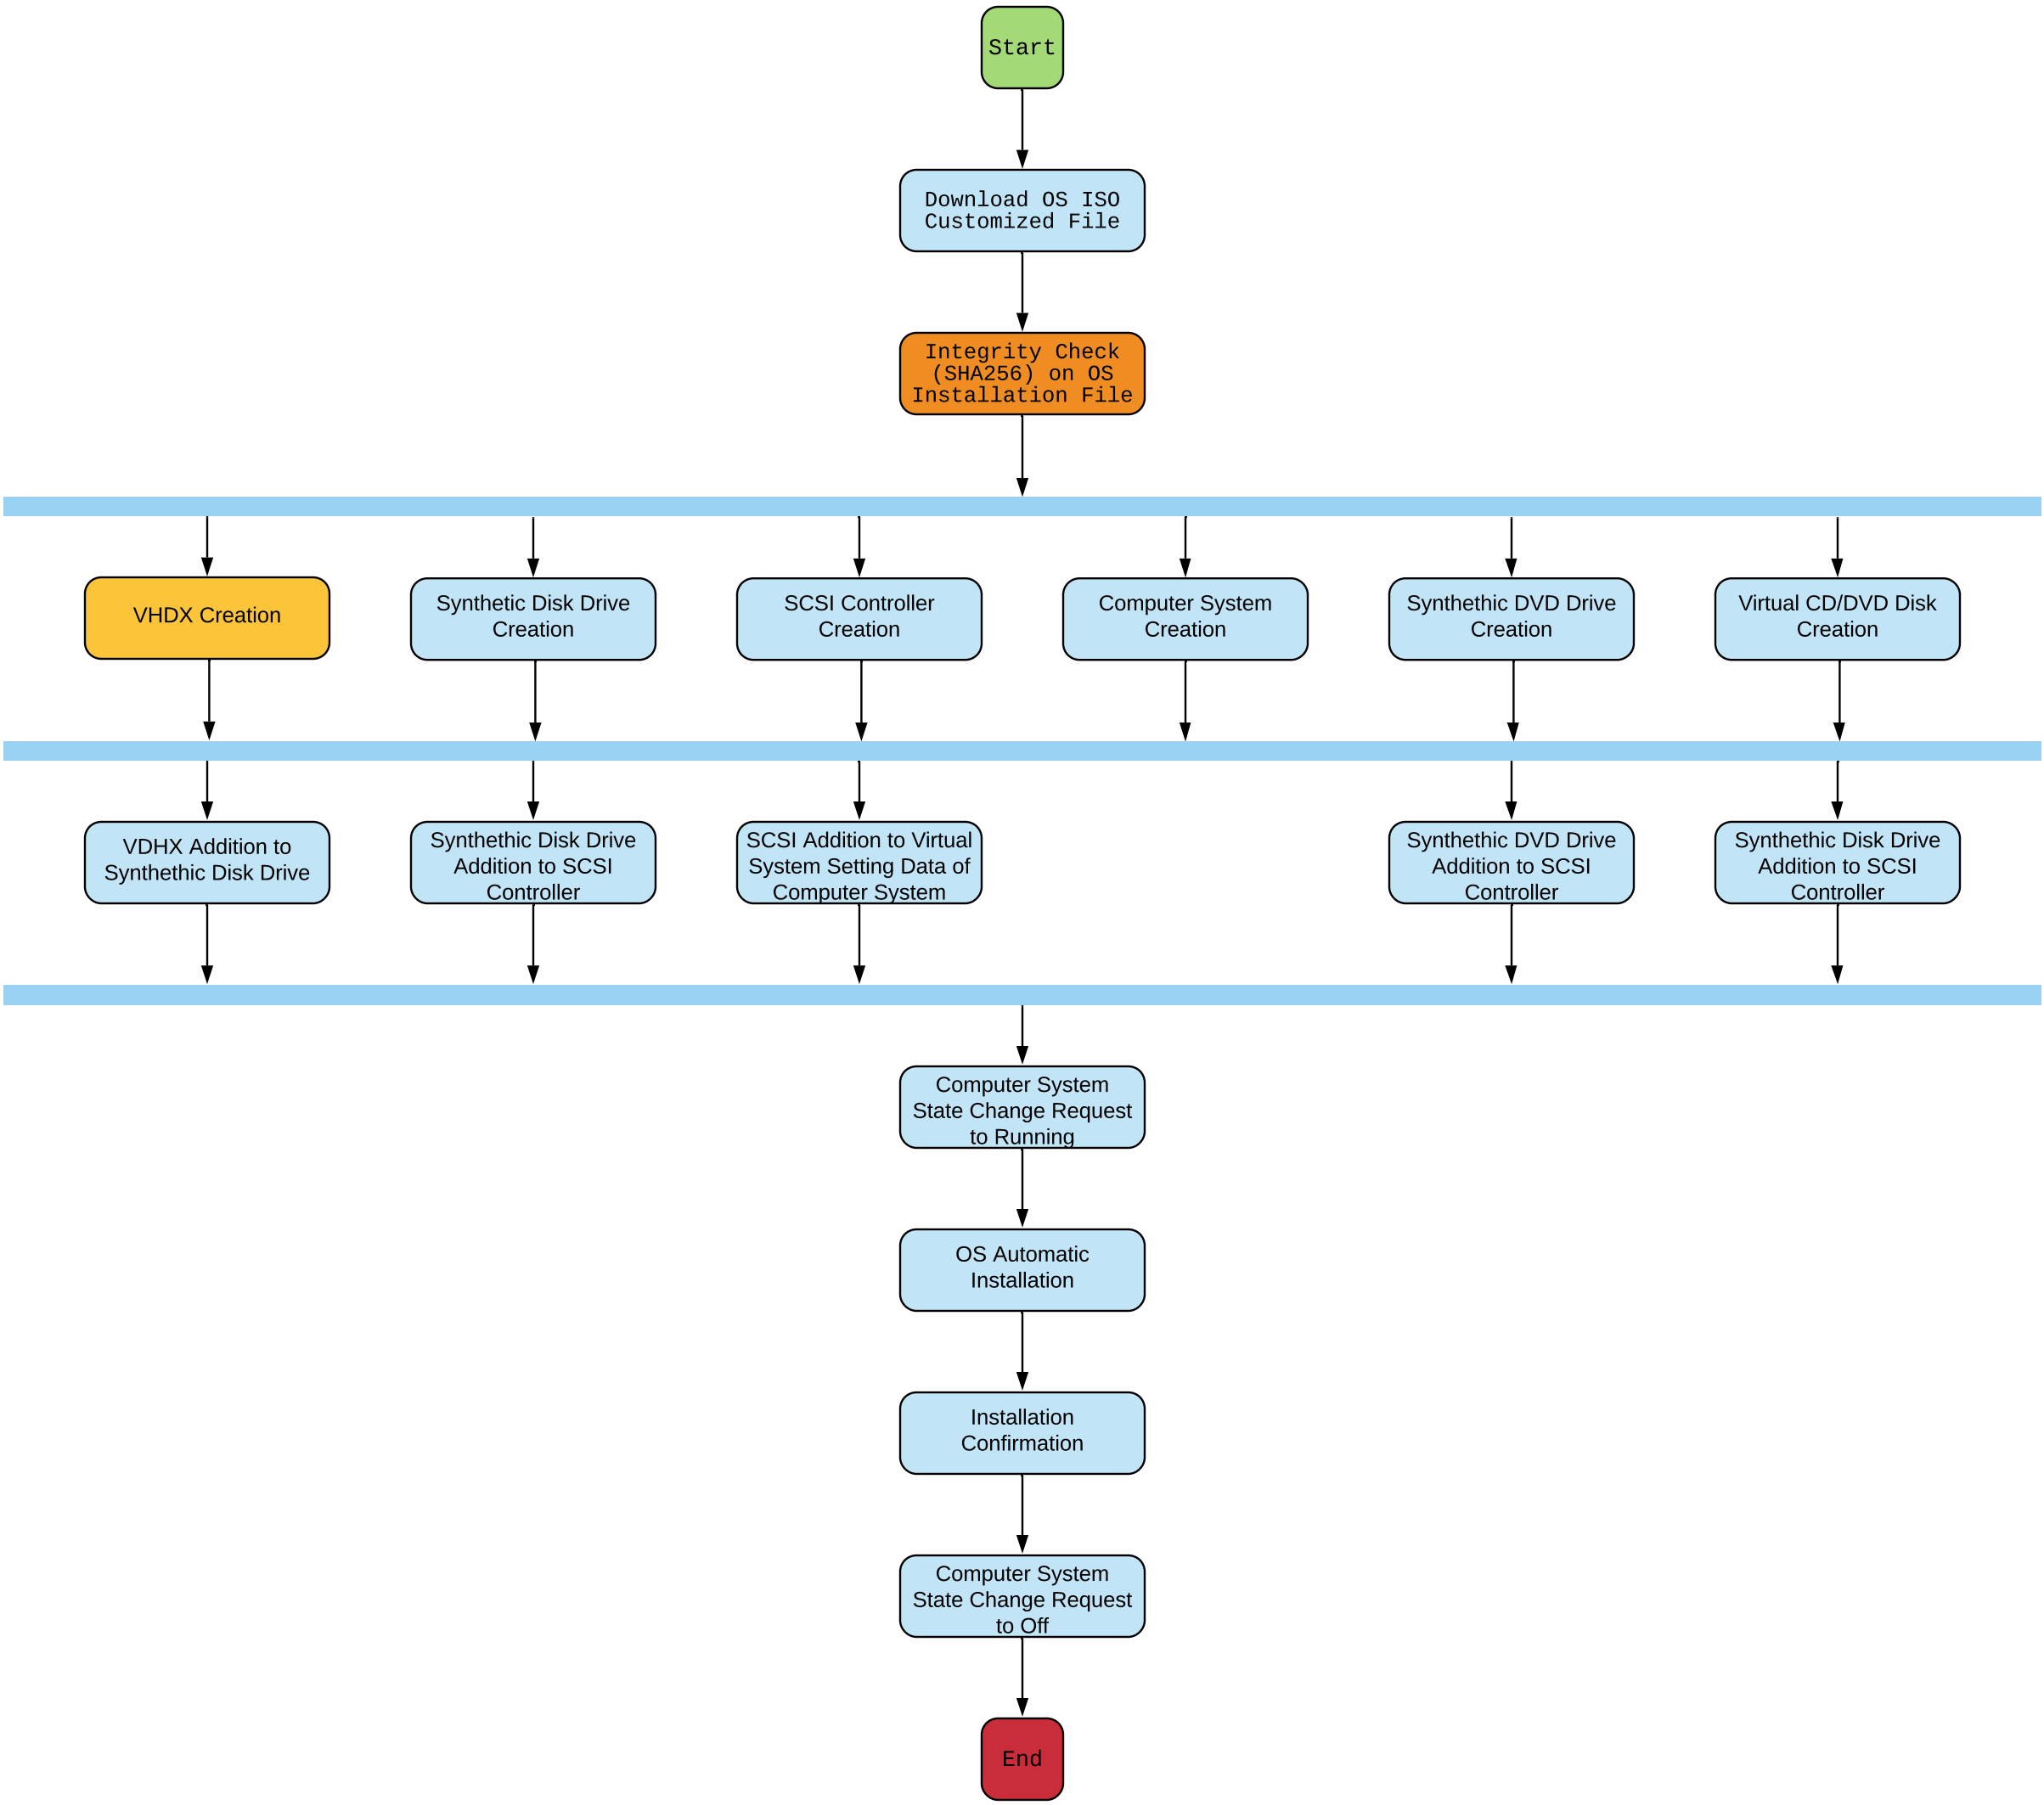 Start
Download OS ISO
Customized File
Integrity Check
(SHA256) on OS
Installation File
VHDX Creation
Synthetic Disk Drive
Creation
SCSI Controller
Creation
Computer System
Creation
Synthethic DVD Drive
Creation
Virtual CD/DVD Disk
Creation
VDHX Addition to
Synthethic Disk Drive
Synthethic Disk Drive
Addition to SCSI
Controller
SCSI Addition to Virtual
System Setting Data of
Computer System
Synthethic DVD Drive
Addition to SCSI
Controller
Synthethic Disk Drive
Addition to SCSI
Controller
Computer System
State Change Request
to Running
OS Automatic
Installation
Installation
Confirmation
Computer System
State Change Request
to Off
End